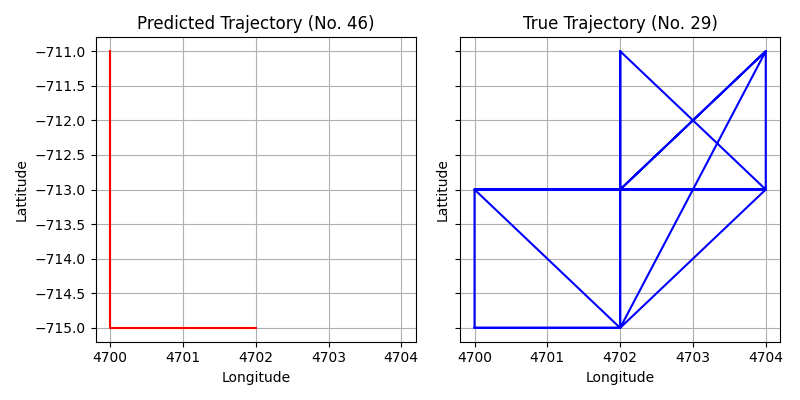 Predicted Trajectory (No. 46)
True Trajectory (No. 29)
−711.0
−711.5
−712.0
−712.5
−713.0
−713.5
−714.0
−714.5
−715.0
Lattitude
Lattitude
4700 4701 4702 4703 4704
4700 4701 4702 4703 4704
Longitude
Longitude